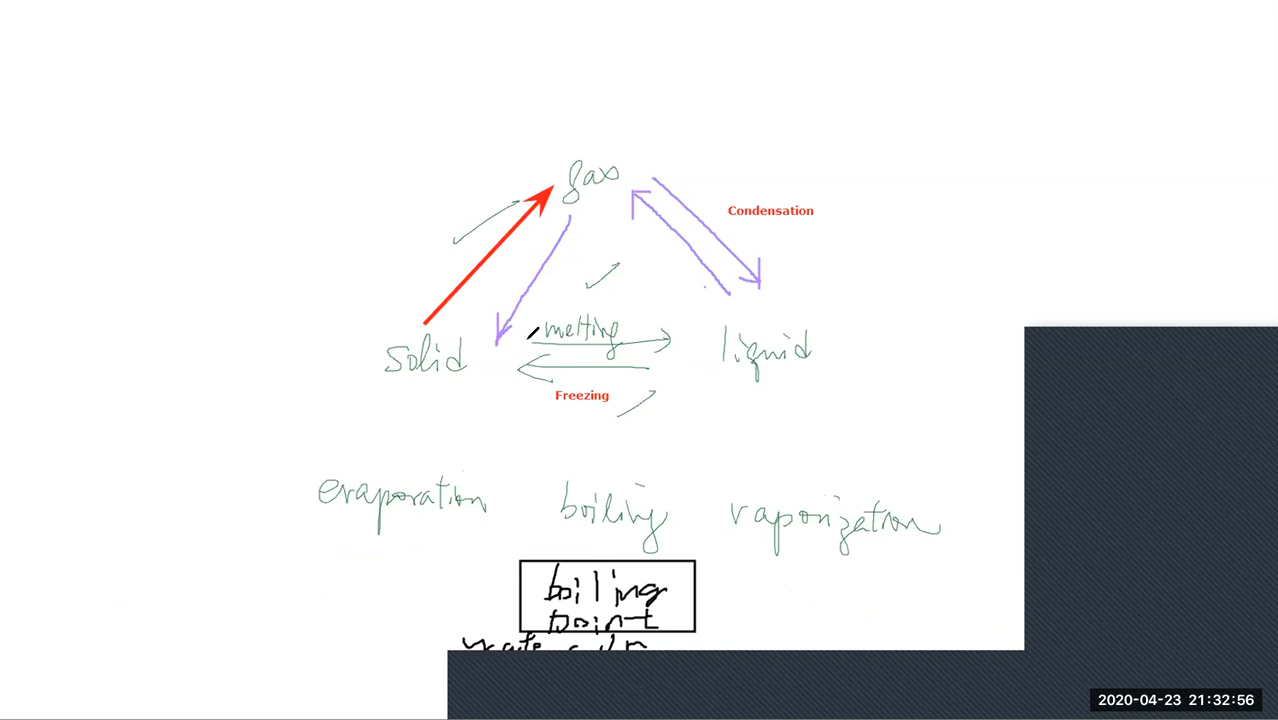 gas
Condensation
melting
solid
liquid
Freezing
evaporation boiling vaporization
boiling
point
2020-04-23 21:32:56